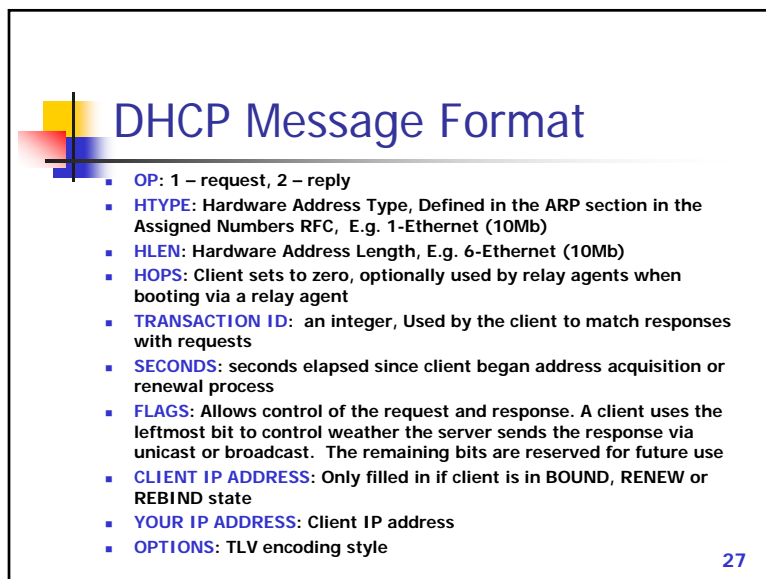 DHCP Message Format
OP: 1 – request, 2 – reply
HTYPE: Hardware Address Type, Defined in the ARP section in the
Assigned Numbers RFC, E.g. 1-Ethernet (10Mb)
HLEN: Hardware Address Length, E.g. 6-Ethernet (10Mb)
HOPS: Client sets to zero, optionally used by relay agents when
booting via a relay agent
TRANSACTION ID: an integer, Used by the client to match responses
with requests
SECONDS: seconds elapsed since client began address acquisition or
renewal process
FLAGS: Allows control of the request and response. A client uses the
leftmost bit to control weather the server sends the response via
unicast or broadcast. The remaining bits are reserved for future use
CLIENT IP ADDRESS: Only filled in if client is in BOUND, RENEW or
REBIND state
YOUR IP ADDRESS: Client IP address
OPTIONS: TLV encoding style
27